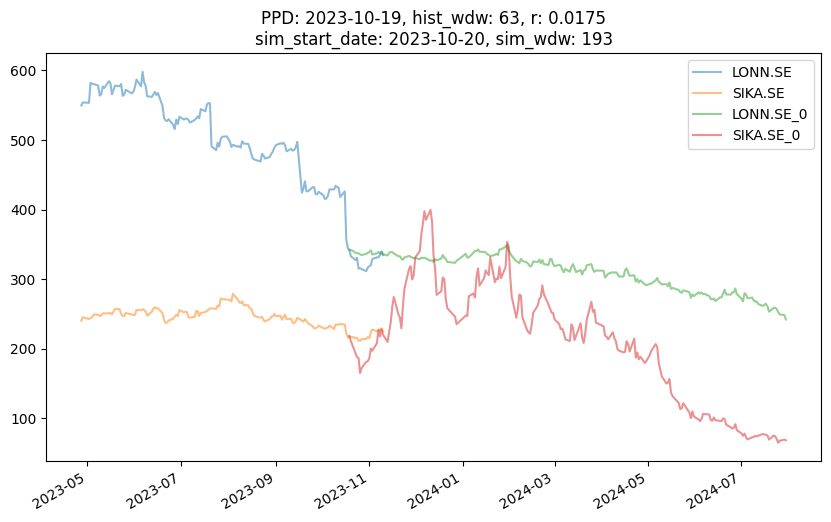 PPD: 2023-10-19, hist_wdw: 63, r: 0.0175
sim_start_date: 2023-10-20, sim_wdw: 193
LONN.SE
SIKA.SE
LONN.SE_0
SIKA.SE_0
600
500
400
300
200
100
2023-05
2023-07
2023-09
2023-11
2024-01
2024-03
2024-05
2024-07